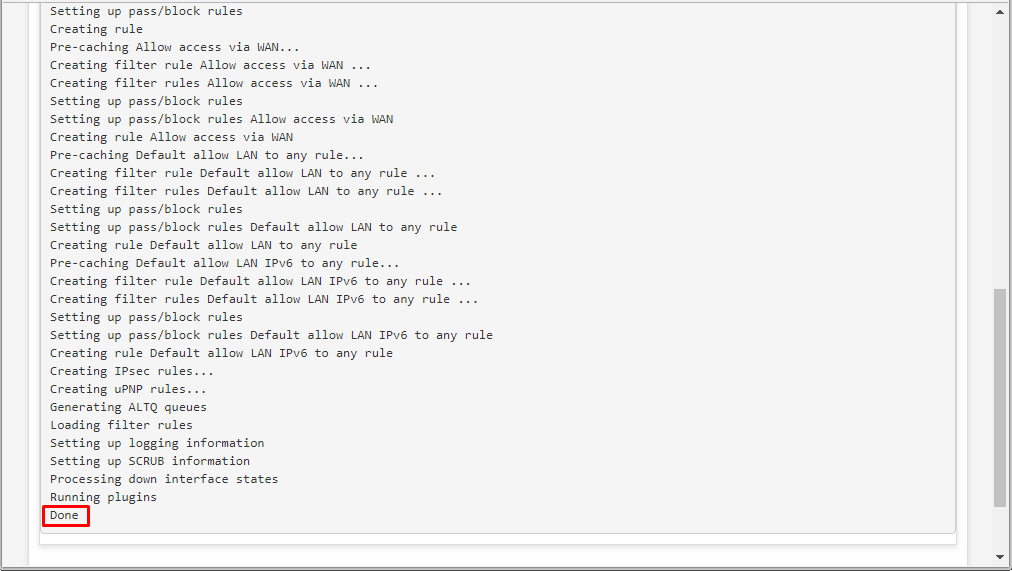 Setting up pass/block rules
Creating rule
Pre-caching Allow access via WAN...
Creating filter rule Allow access via WAN ...
Creating filter rules Allow access via WAN ...
Setting up pass/block rules
Setting up pass/block rules Allow access via WAN
Creating rule Allow access via WAN
Pre-caching Default allow LAN to any rule...
Creating filter rule Default allow LAN to any rule ...
Creating filter rules Default allow LAN to any rule ...
Setting up pass/block rules
Setting up pass/block rules Default allow LAN to any rule
Creating rule Default allow LAN to any rule
Pre-caching Default allow LAN IPv6 to any rule...
Creating filter rule Default allow LAN IPv6 to any rule ...
Creating filter rules Default allow LAN IPv6 to any rule ...
Setting up pass/block rules
Setting up pass/block rules Default allow LAN IPv6 to any rule
Creating rule Default allow LAN IPv6 to any rule
Creating IPsec rules...
Creating uPNP rules...
Generating ALTQ queues
Loading filter rules
Setting up logging information
Setting up SCRUB information
Processing down interface states
Running plugins
Done